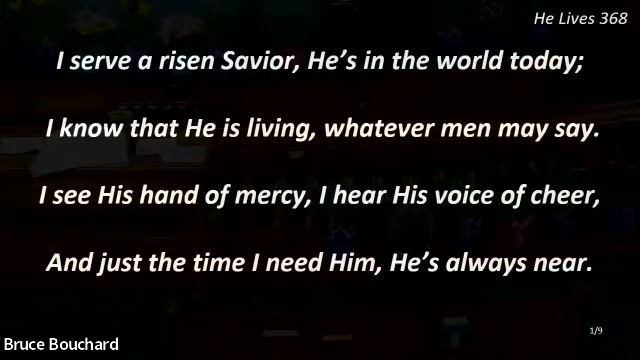 He Lives 368
I serve a risen Savior, He’s in the world today;
I know that He is living, whatever men may say.
I see His hand of mercy, I hear His voice of cheer,
And just the time I need Him, He’s always near.
1/9
Bruce Bouchard